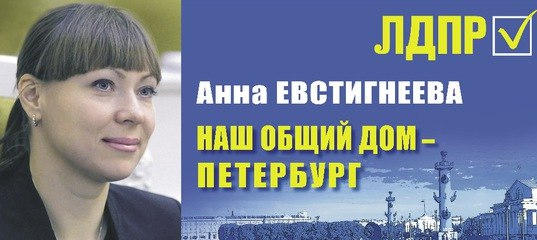 ЛДПР
Анна ЕВСТИГНЕЕВА
НАШ ОБЩИЙ ДОМ –
ПЕТЕРБУРГ